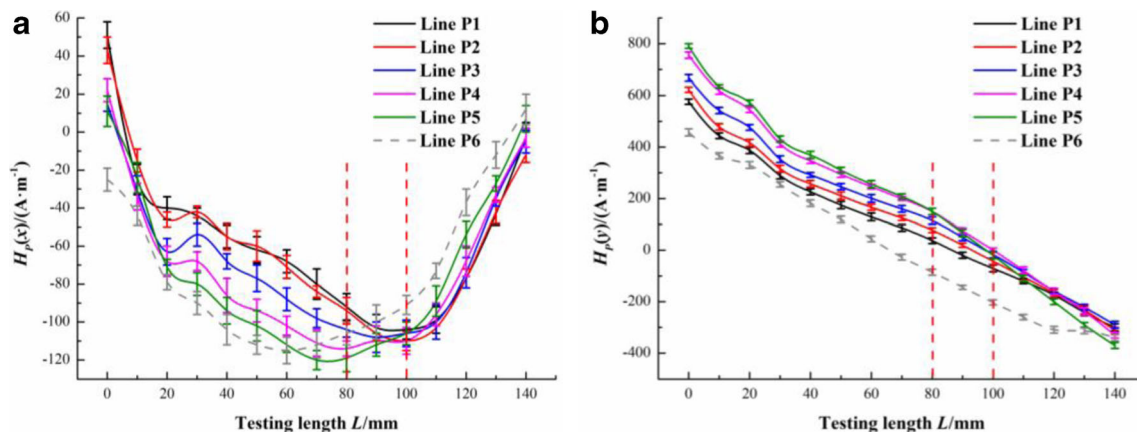 a
60
40
20
0
-20
-40
-60
-80
-100
-120
Hp(x)/(A·m-1)
0 20 40 60 80 100 120 140
Testing length L/mm
Line P1
Line P2
Line P3
Line P4
Line P5
Line P6
b
800
600
400
200
0
-200
-400
Hp(y)/(A·m-1)
0 20 40 60 80 100 120 140
Testing length L/mm
Line P1
Line P2
Line P3
Line P4
Line P5
Line P6